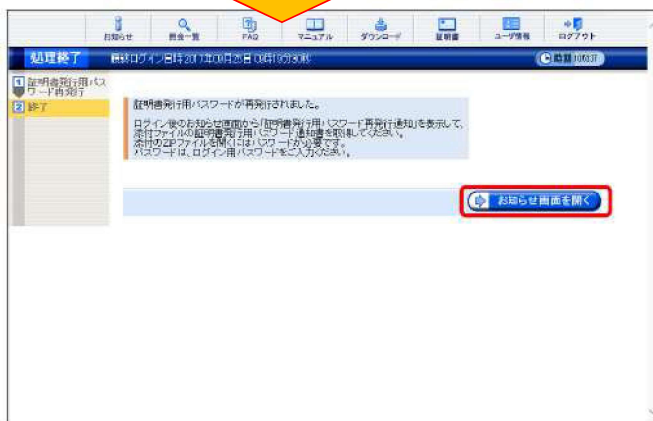 お知らせ 照会一覧 FAQ マニュアル ダウンロード 証明書 ユーザ情報 ログアウト
処理終了
1 証明書発行用パス
ワード再発行
2 終了
証明書発行用パスワードが再発行されました。
ログイン後のお知らせ画面から「証明書発行用パスワード再発行通知」を表示して、
添付ファイルの証明書発行用パスワード通知書を取得してください。
添付のZIPファイルを開くにはパスワードが必要です。
パスワードは、ログイン用パスワードをご入力ください。
お知らせ画面を開く